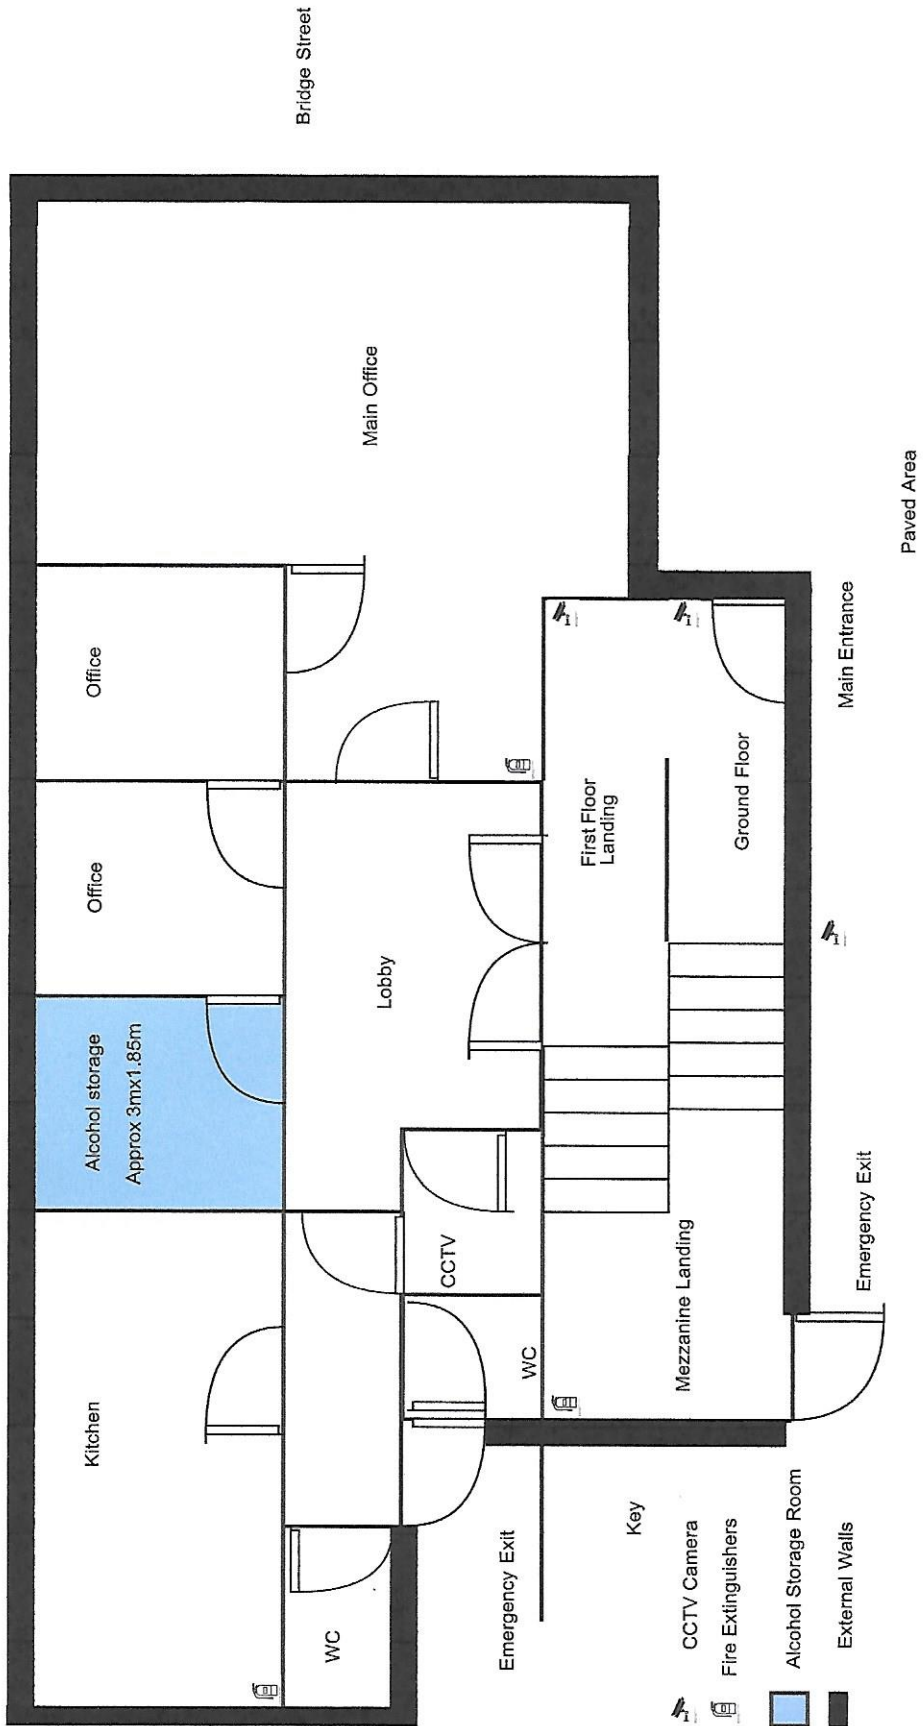 Bridge Street
Kitchen
Alcohol storage
Approx 3mx1.85m
Office
Office
Main Office
WC
CCTV
Lobby
WC
Emergency Exit
First Floor
Landing
Mezzanine Landing
Ground Floor
Emergency Exit
Main Entrance
Paved Area
Key
CCTV Camera
Fire Extinguishers
Alcohol Storage Room
External Walls